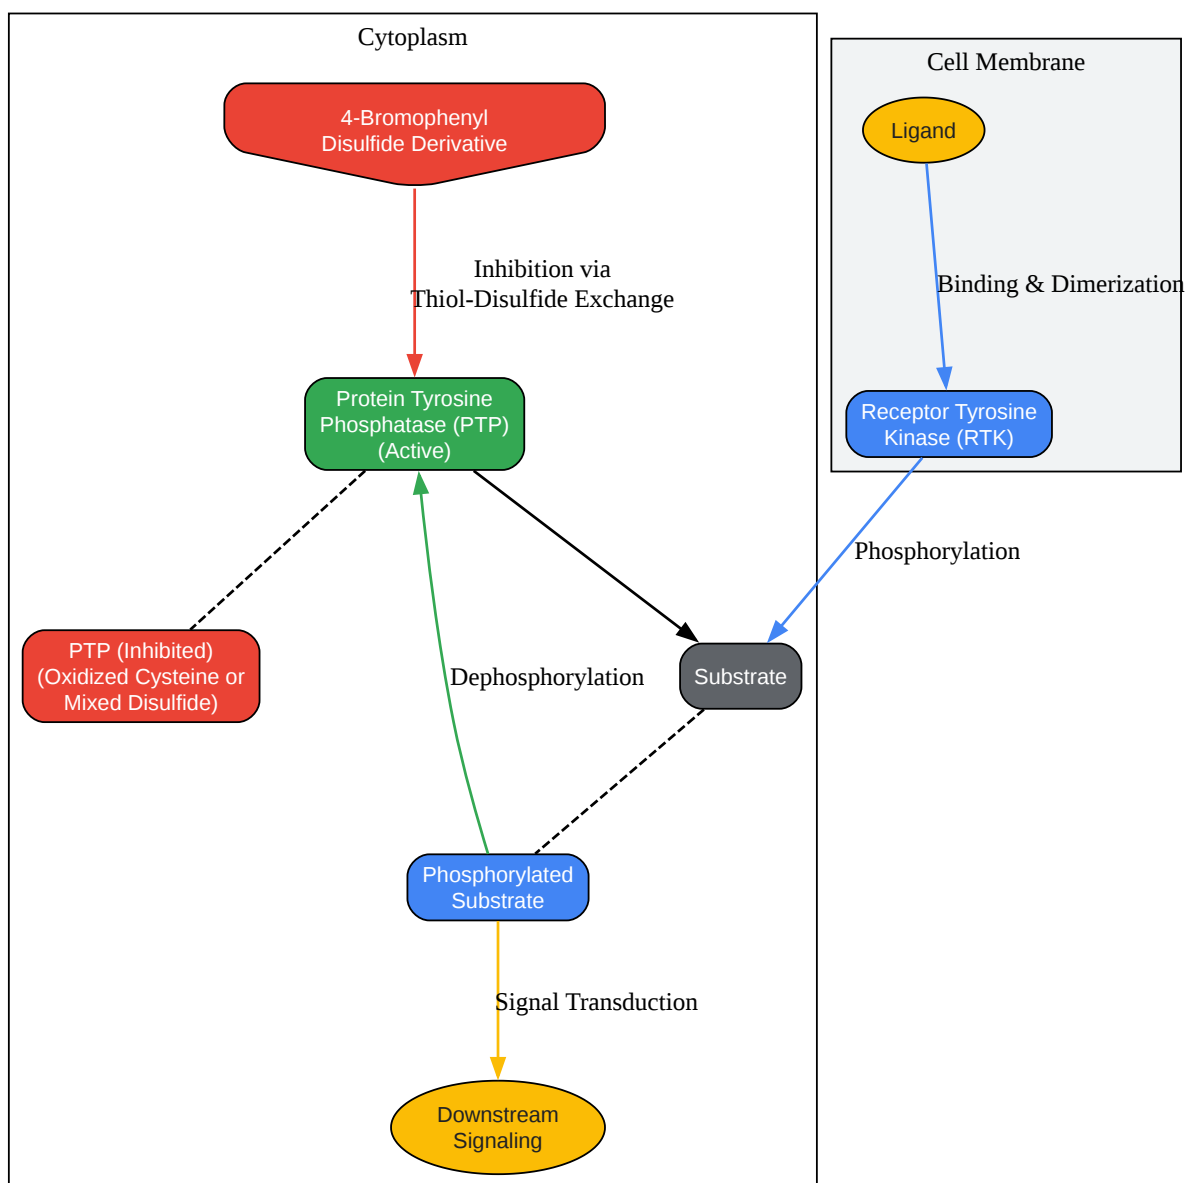 Cytoplasm
Cell Membrane
4-Bromophenyl
Disulfide Derivative
Ligand
Inhibition via
Thiol-Disulfide Exchange
Binding & Dimerization
Protein Tyrosine
Phosphatase (PTP)
(Active)
Receptor Tyrosine
Kinase (RTK)
Phosphorylation
PTP (Inhibited)
(Oxidized Cysteine or
Mixed Disulfide)
Dephosphorylation
Substrate
Phosphorylated
Substrate
Signal Transduction
Downstream
Signaling